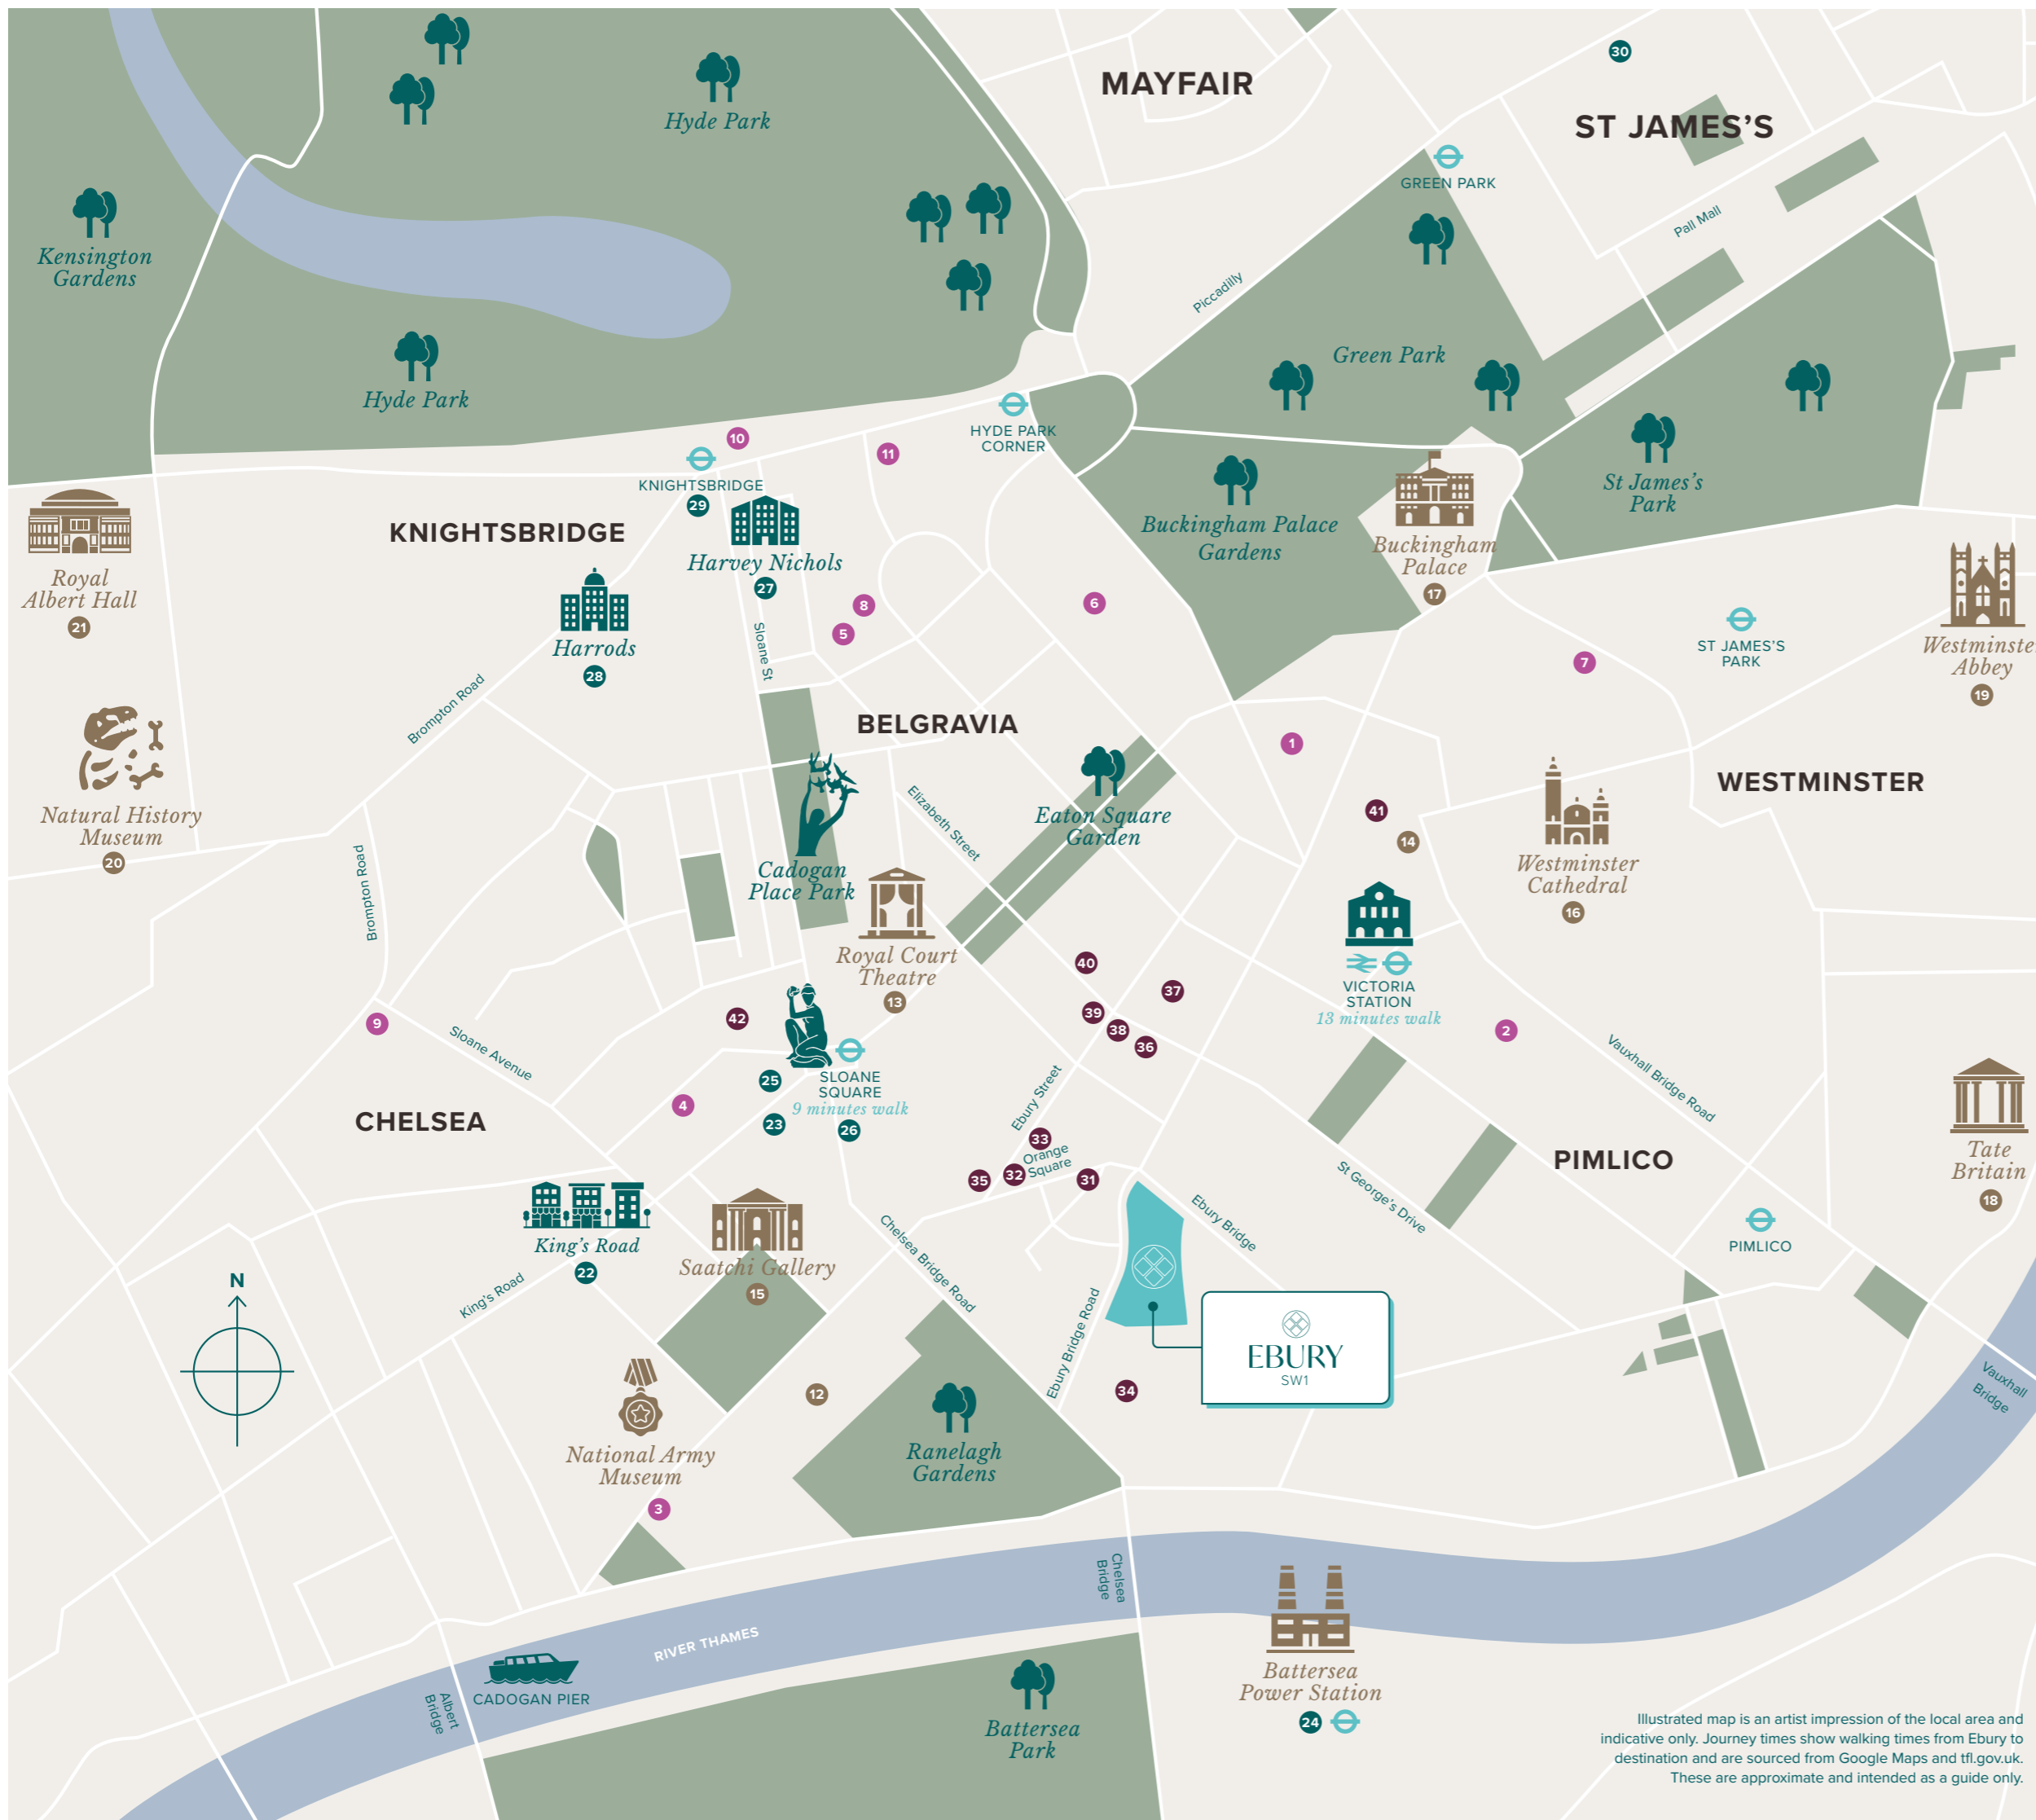 MAYFAIR
30
ST JAMES’S
Hyde Park
GREEN PARK
Kensington
Gardens
Pall Mall
Piccadilly
Green Park
Hyde Park
HYDE PARK
CORNER
10
11
KNIGHTSBRIDGE
29
St James’s
Park
KNIGHTSBRIDGE
Harvey Nichols
27
Buckingham Palace
Gardens
Buckingham
Palace
17
Royal
Albert Hall
21
Harrods
28
8
5
6
Sloane St
7
ST JAMES’S
PARK
Westminste
Abbey
19
Brompton Road
BELGRAVIA
1
WESTMINSTER
Natural History
Museum
20
Elizabeth Street
Eaton Square
Garden
41
14
Westminster
Cathedral
16
Brompton Road
Cadogan
Place Park
Royal Court
Theatre
13
40
37
39
38
36
VICTORIA
STATION
13 minutes walk
2
9
42
Sloane Avenue
Vauxhall Bridge Road
25
SLOANE
SQUARE
9 minutes walk
26
4
23
CHELSEA
Ebury Street
33
Orange
Square
32
35
31
PIMLICO
Tate
Britain
18
St George’s Drive
Ebury Bridge
PIMLICO
King’s Road
22
Saatchi Gallery
15
Chelsea Bridge Road
King’s Road
N
Ebury Bridge Road
EBURY
SW1
34
12
Vauxhall
Bridge
National Army
Museum
3
Ranelagh
Gardens
Chelsea
Bridge
RIVER THAMES
CADOGAN PIER
Albert
Bridge
Battersea
Park
Battersea
Power Station
24
Illustrated map is an artist impression of the local area and
indicative only. Journey times show walking times from Ebury to
destination and are sourced from Google Maps and tfl.gov.uk.
These are approximate and intended as a guide only.